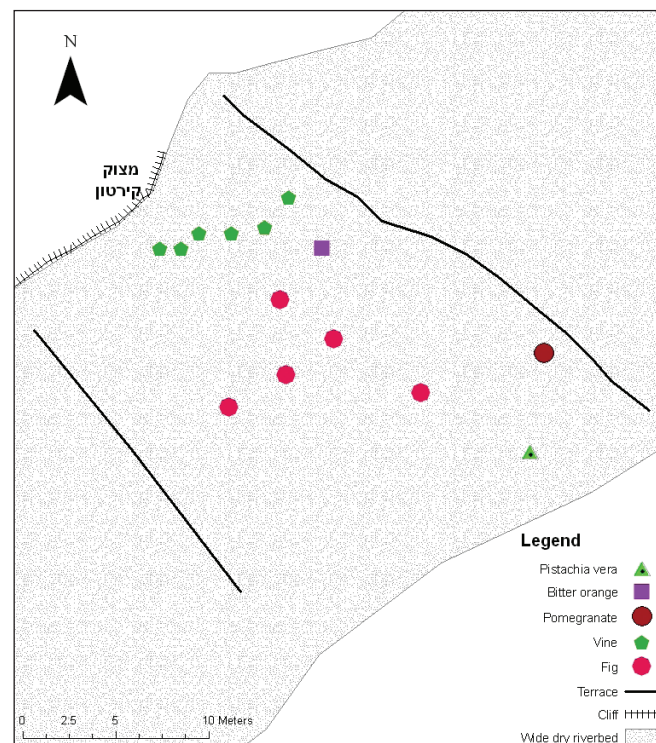 N
מצוק
קירטון
Legend
Pistachia vera
Bitter orange
Pomegranate
Vine
Fig
Terrace
Cliff
Wide dry riverbed
0 2.5 5 10 Meters